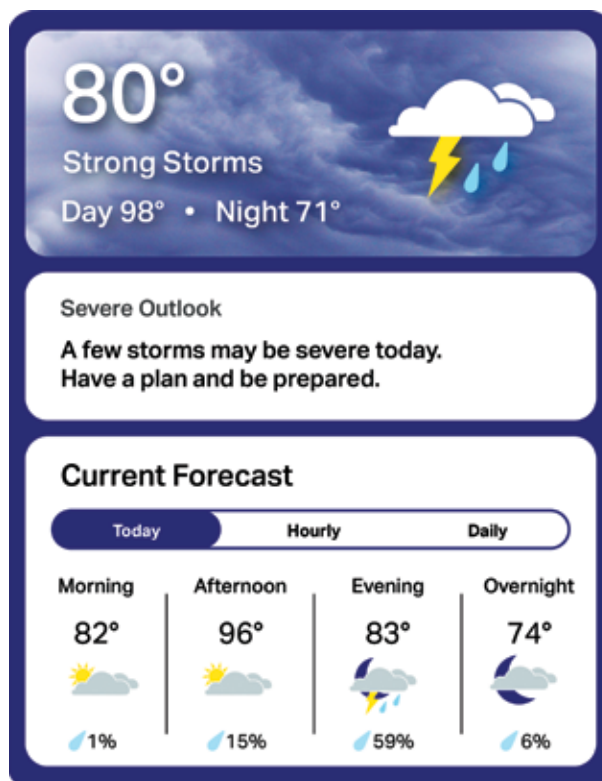 80°
Strong Storms
Day 98° • Night 71°
Severe Outlook
A few storms may be severe today.
Have a plan and be prepared.
Current Forecast
Today Hourly Daily
Morning Afternoon Evening Overnight
82° 96° 83° 74°
1% 15% 59% 6%